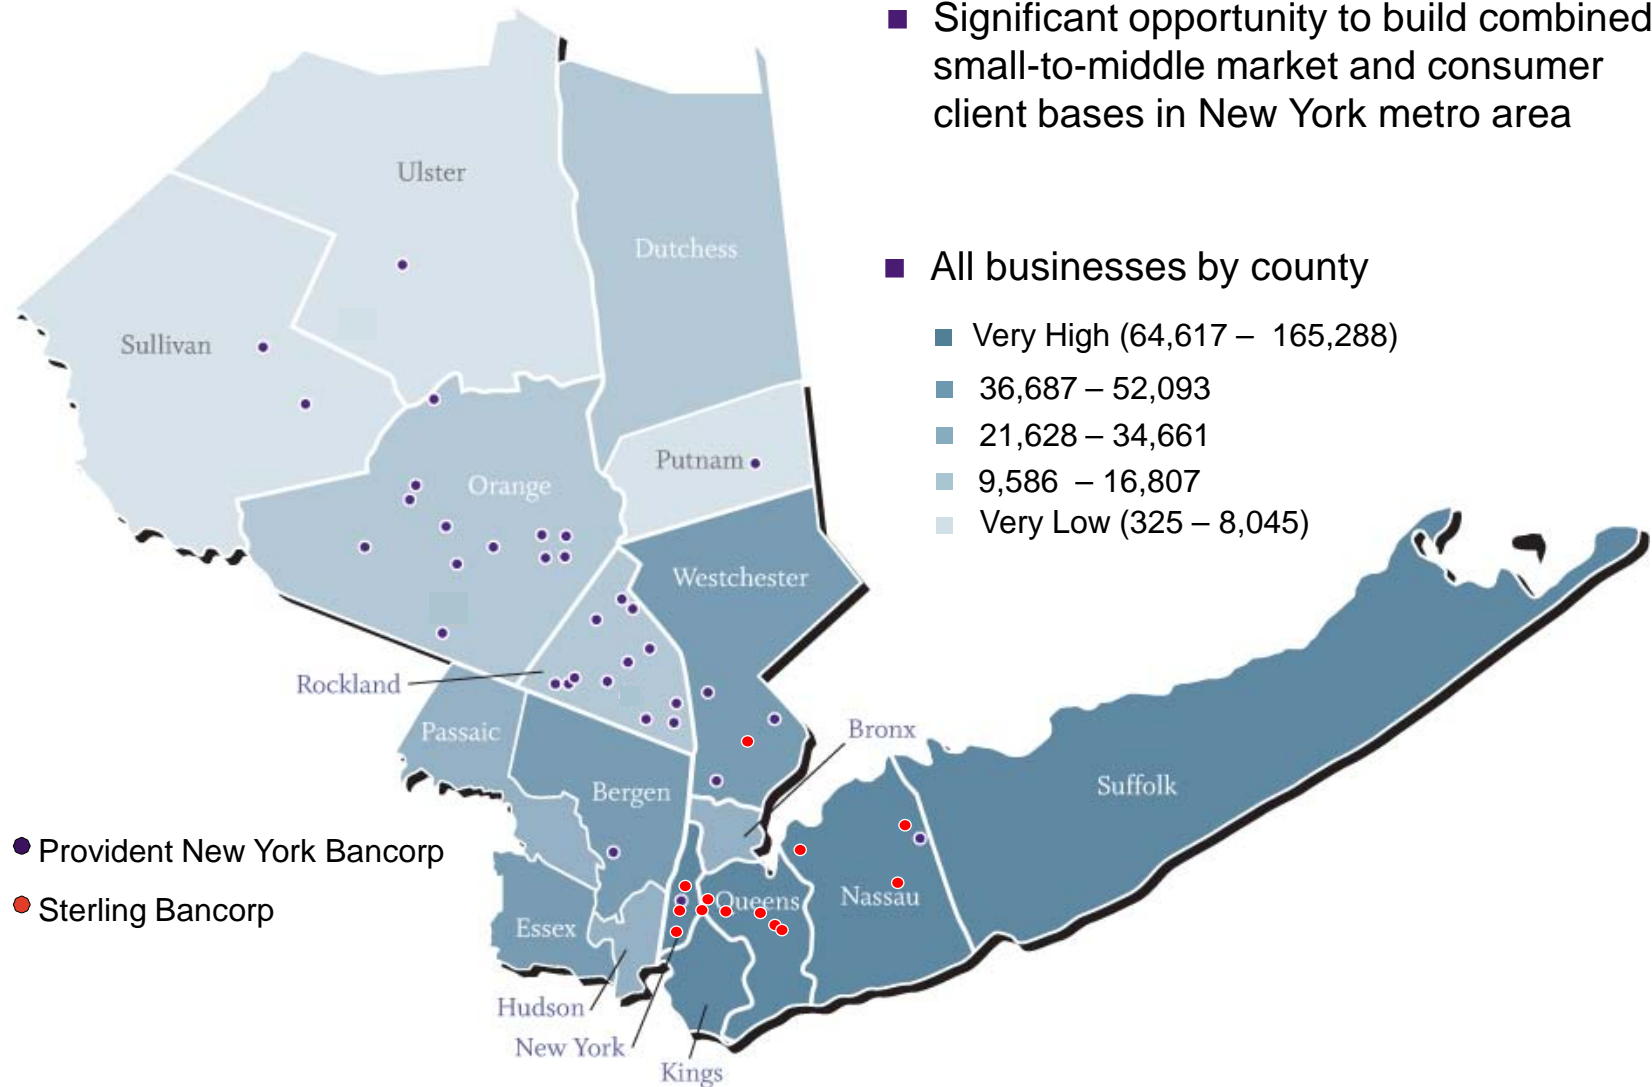 Significant opportunity to build combined
small-to-middle market and consumer
client bases in New York metro area
All businesses by county
Very High (64,617 – 165,288)
36,687 – 52,093
21,628 – 34,661
9,586 – 16,807
Very Low (325 – 8,045)
Ulster
Dutchess
Sullivan
Putnam
Orange
Westchester
Rockland
Passaic
Bronx
Bergen
Suffolk
Provident New York Bancorp
Sterling Bancorp
Queens
Nassau
Essex
Hudson
New York
Kings